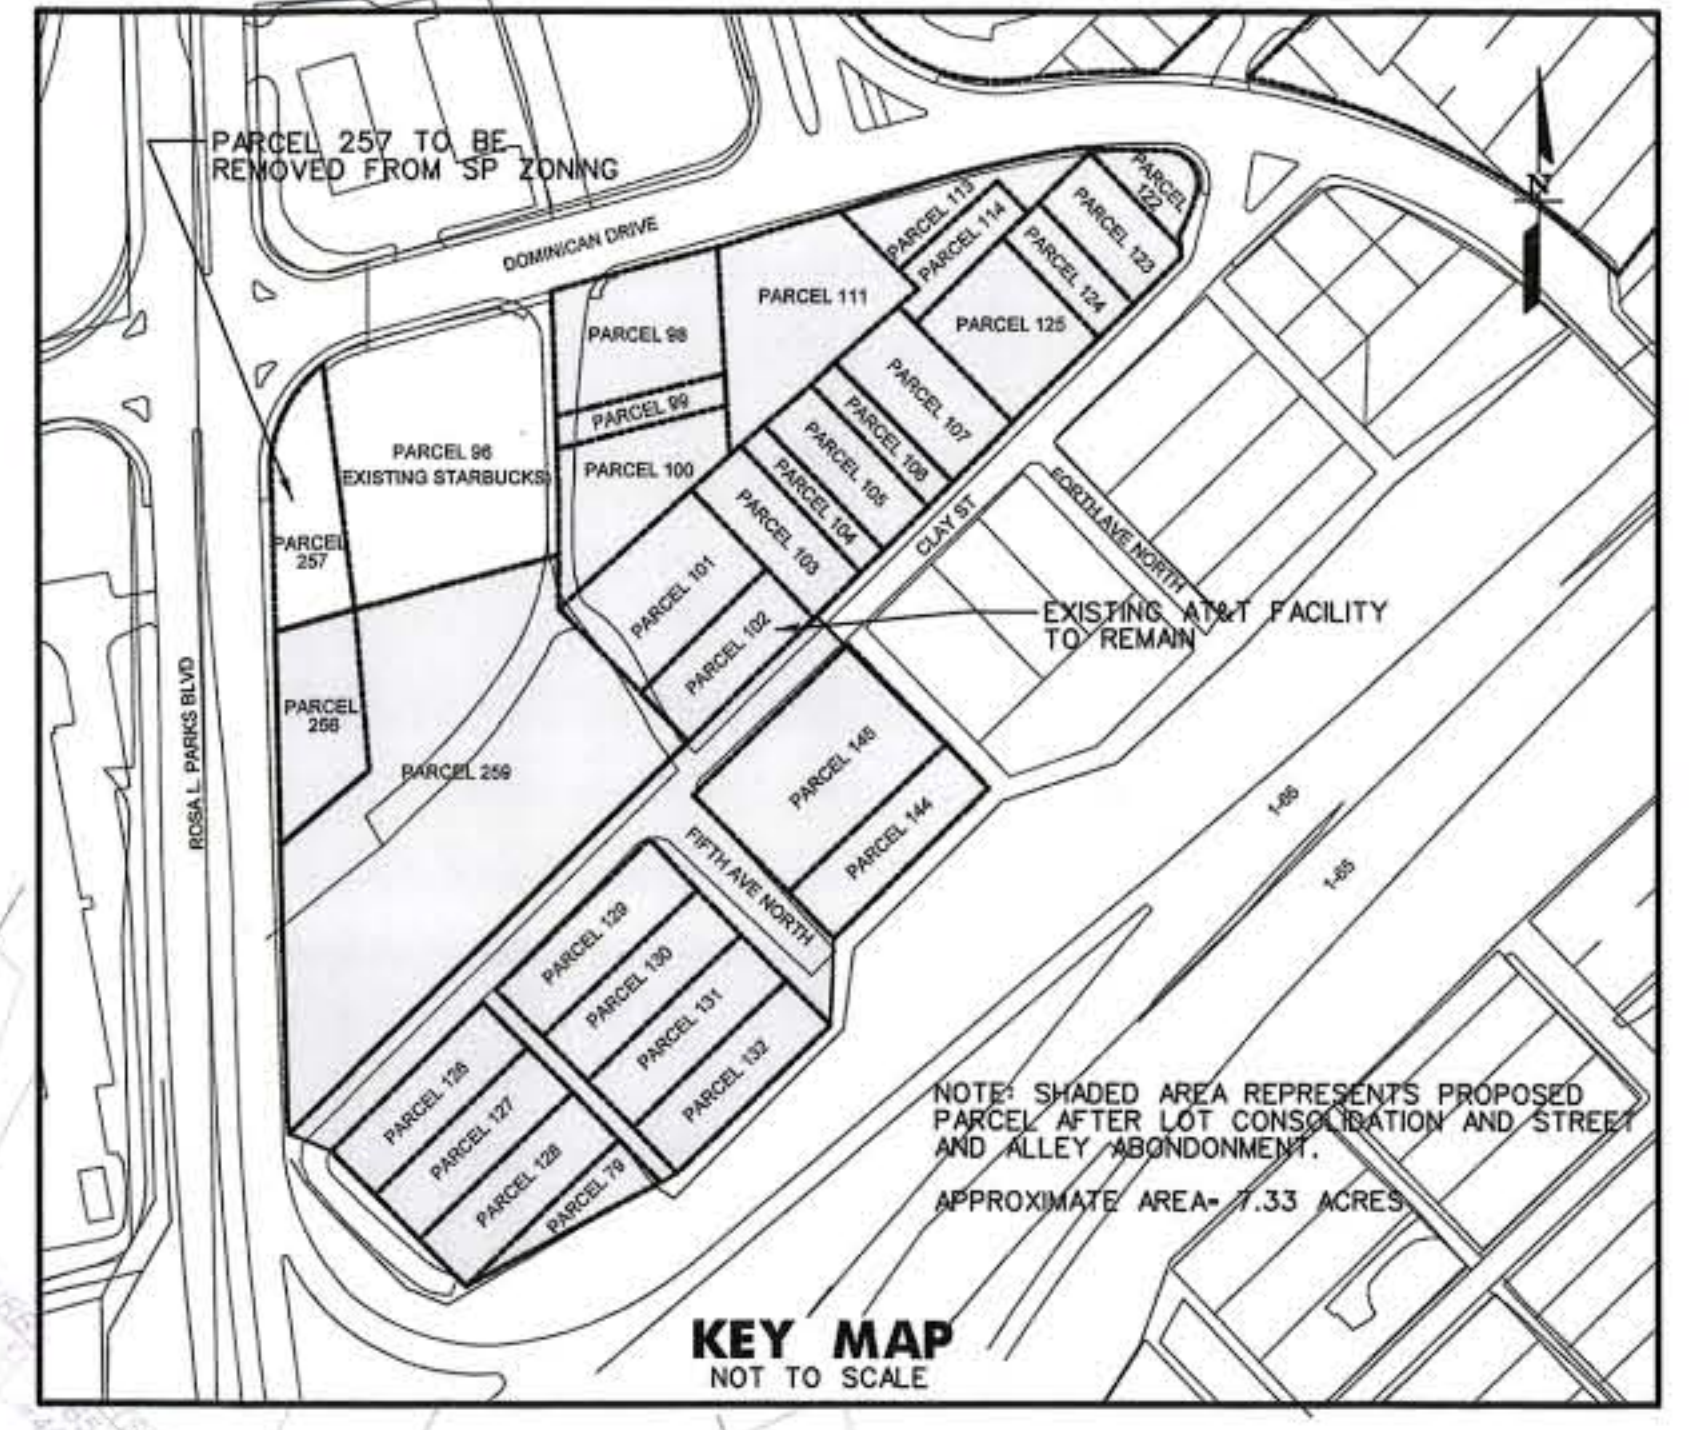 PARCEL 257 TO BE
REMOVED FROM SP ZONING
DOMINICAN DRIVE
PARCEL 122
PARCEL 113
PARCEL 114
PARCEL 123
PARCEL 124
PARCEL 125
N
PARCEL 111
PARCEL 98
PARCEL 99
PARCEL 100
PARCEL 107
PARCEL 106
PARCEL 105
PARCEL 104
PARCEL 103
PARCEL 96
EXISTING STARBUCKS
PARCEL
257
PARCEL 101
PARCEL 102
CLAY ST
FORTH AVE NORTH
EXISTING AT&T FACILITY
TO REMAIN
ROSA L PARKS BLVD
PARCEL
256
PARCEL 259
PARCEL 145
PARCEL 144
I-65
I-65
FIFTH AVE NORTH
PARCEL 129
PARCEL 130
PARCEL 131
PARCEL 132
PARCEL 126
PARCEL 127
PARCEL 128
PARCEL 79
NOTE: SHADED AREA REPRESENTS PROPOSED
PARCEL AFTER LOT CONSOLIDATION AND STREET
AND ALLEY ABONDONMENT.
APPROXIMATE AREA= 7.33 ACRES
KEY MAP
NOT TO SCALE